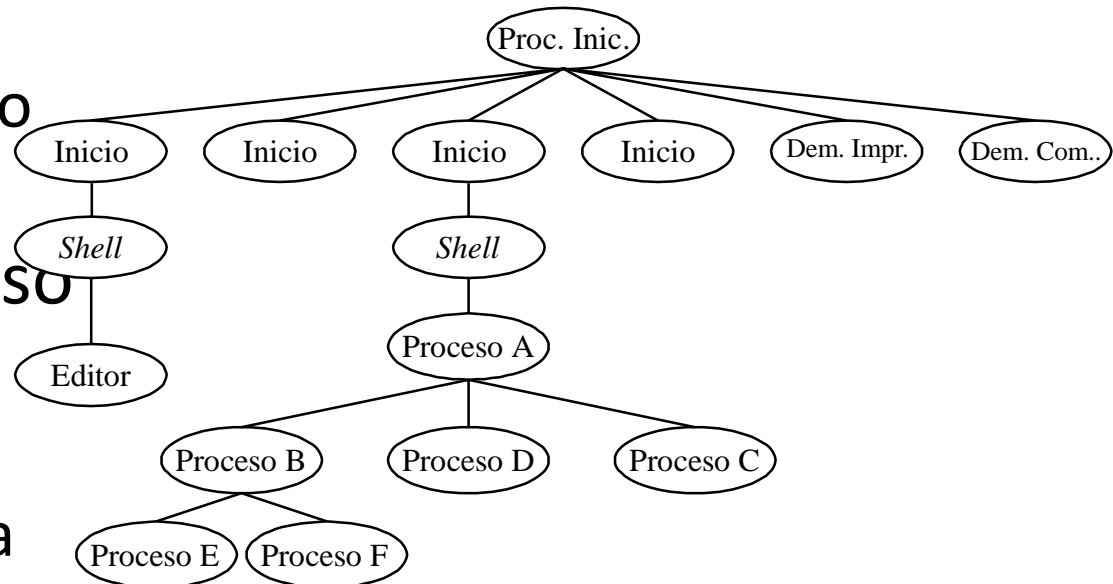 Proc. Inic.
o
Inicio Inicio Inicio Inicio Dem. Impr. Dem. Com..
Shell Shell
so
Proceso A
Editor
Proceso B Proceso D Proceso C
a
Proceso E Proceso F